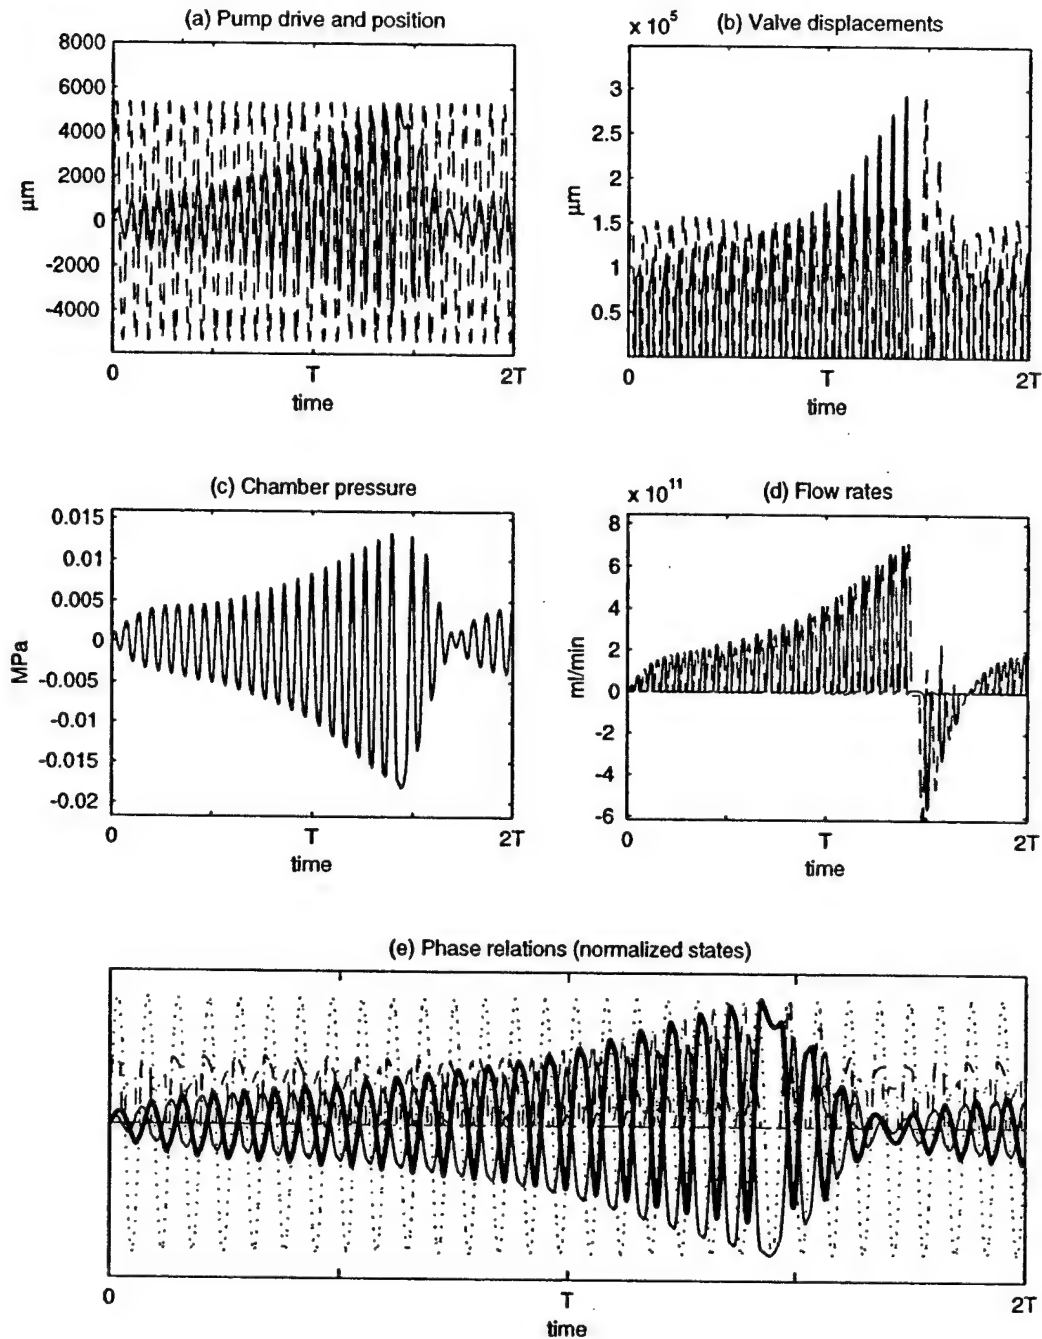 (a) Pump drive and position
8000
6000
4000
2000
0
-2000
-4000
µm
0 T 2T
time
(b) Valve displacements
x 10^5
3
2.5
2
1.5
1
0.5
µm
0 T 2T
time
(c) Chamber pressure
0.015
0.01
0.005
0
-0.005
-0.01
-0.015
-0.02
MPa
0 T 2T
time
(d) Flow rates
x 10^11
8
6
4
2
0
-2
-4
-6
ml/min
0 T 2T
time
(e) Phase relations (normalized states)
0 T 2T
time